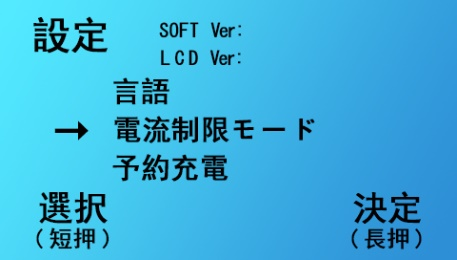 設定 SOFT Ver:
LCD Ver:
言語
→ 電流制限モード
予約充電
選択 決定
(短押) (長押)